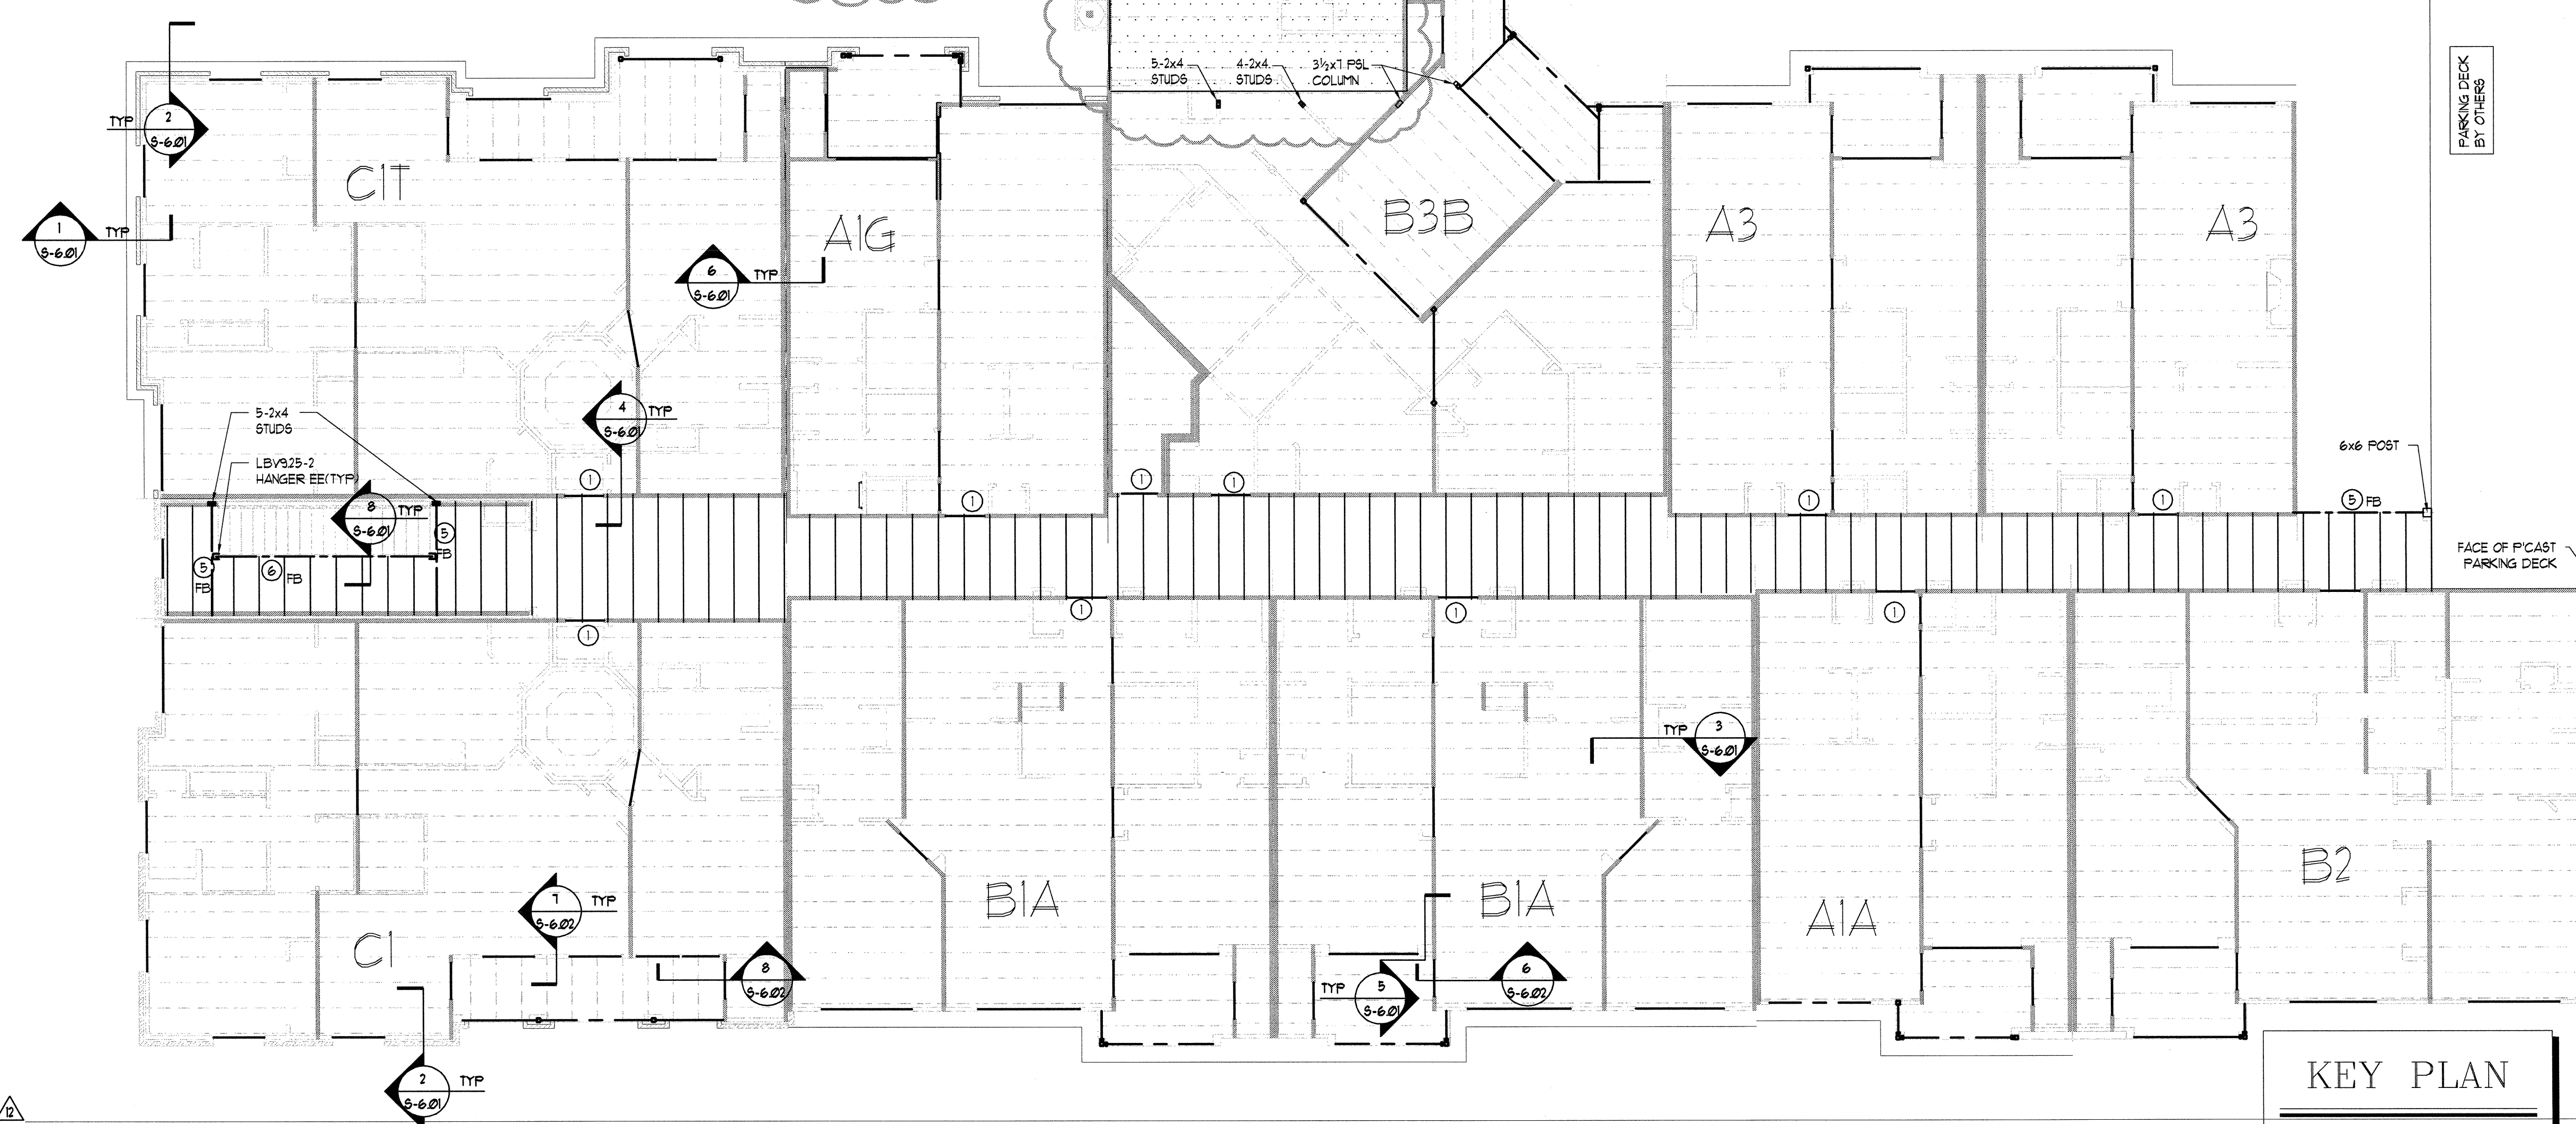 5-2x4
STUDS
4-2x4
STUDS
3½x7 PSL
COLUMN
PARKING DECK
BY OTHERS
2
S-6.01
TYP
1
S-6.01
TYP
C1T
A1G
6
S-6.01
TYP
B3B
A3
A3
4
S-6.01
TYP
5-2x4
STUDS
LBV9.25-2
HANGER EE(TYP)
8
S-6.01
TYP
6x6 POST
1
1
1
1
1
1
5 FB
5
FB
5
FB
6 FB
FACE OF P'CAST
PARKING DECK
1
1
1
1
3
S-6.01
TYP
B1A
B1A
A1A
B2
C1
7
S-6.02
TYP
8
S-6.02
5
S-6.01
TYP
6
S-6.02
2
S-6.01
TYP
12
KEY PLAN